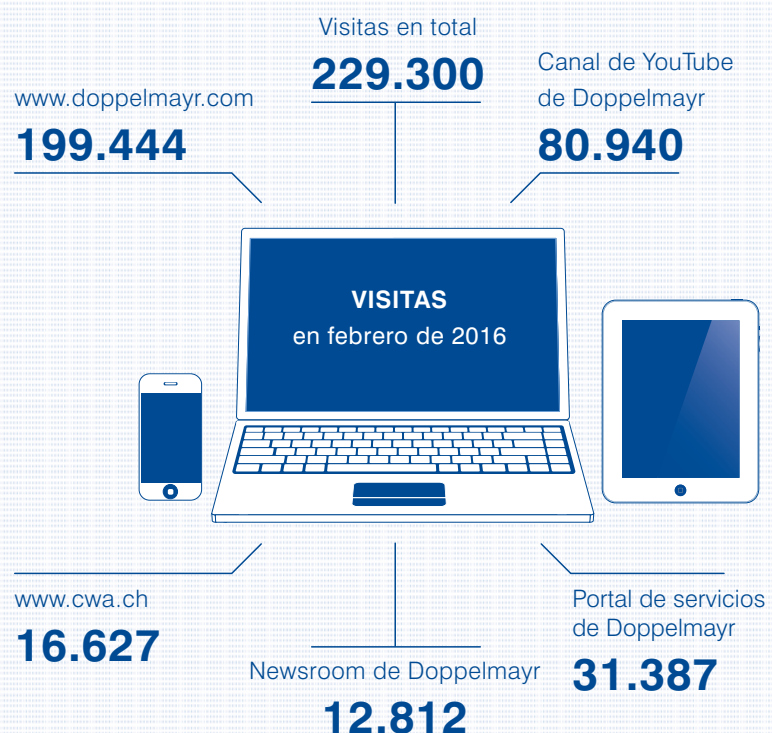 Visitas en total
229.300
www.doppelmayr.com
199.444
Canal de YouTube
de Doppelmayr
80.940
VISITAS
en febrero de 2016
www.cwa.ch
16.627
Newsroom de Doppelmayr
12.812
Portal de servicios
de Doppelmayr
31.387